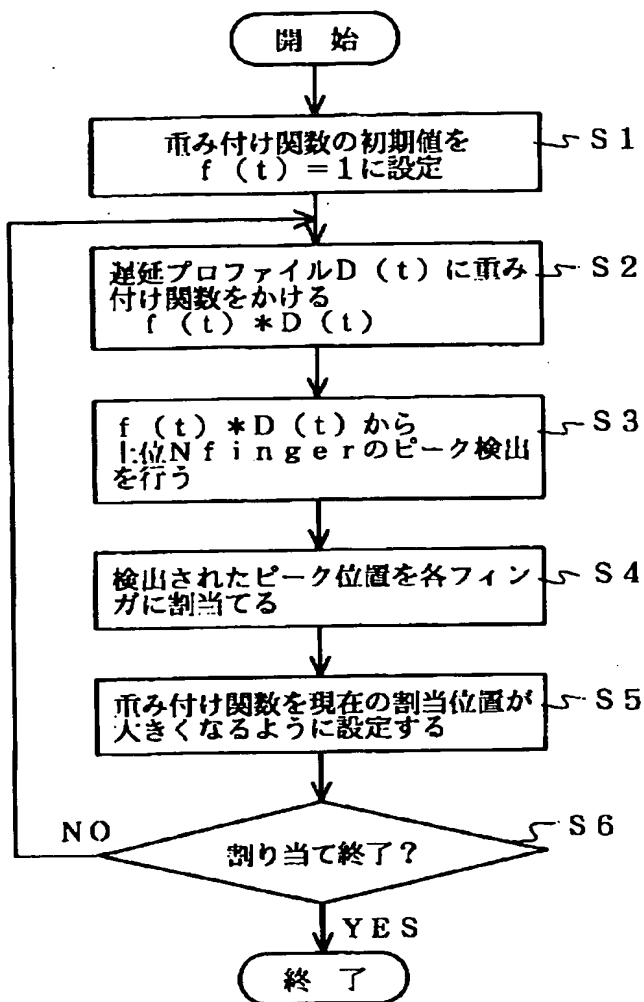 開 始
重み付け関数の初期値を
f (t) =1に設定
S1
遅延プロファイルD (t) に重み
付け関数をかける
f (t) *D (t)
S2
f (t) *D (t) から
上位Nfingerのピーク検出
を行う
S3
検出されたピーク位置を各フィン
ガに割当てる
S4
重み付け関数を現在の割当位置が
大きくなるように設定する
S5
NO
割り当て終了?
S6
YES
終 了